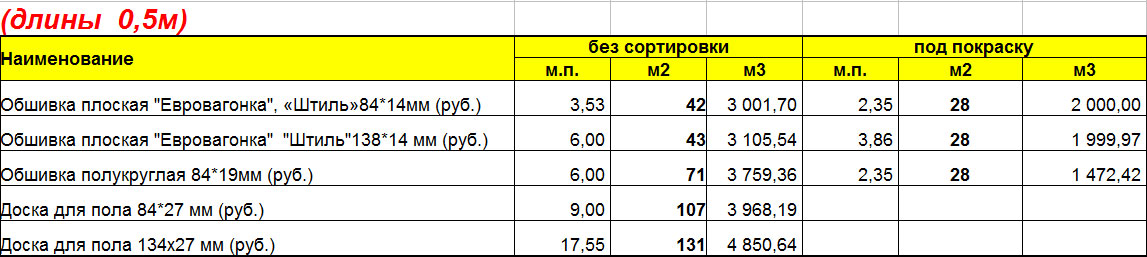 (длины 0,5м)
Наименование без сортировки под покраску
м.п. м2 м3 м.п. м2 м3
Обшивка плоская "Евровагонка", «Штиль»84*14мм (руб.) 3,53 42 3 001,70 2,35 28 2 000,00
Обшивка плоская "Евровагонка" "Штиль"138*14 мм (руб.) 6,00 43 3 105,54 3,86 28 1 999,97
Обшивка полукруглая 84*19мм (руб.) 6,00 71 3 759,36 2,35 28 1 472,42
Доска для пола 84*27 мм (руб.) 9,00 107 3 968,19
Доска для пола 134х27 мм (руб.) 17,55 131 4 850,64